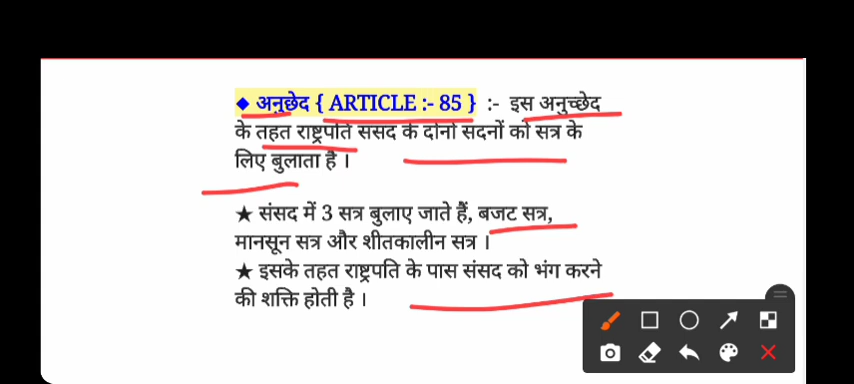 ◆ अनुछेद { ARTICLE :- 85 } :- इस अनुच्छेद
के तहत राष्ट्रपति संसद के दोनों सदनों को सत्र के
लिए बुलाता है ।
★ संसद में 3 सत्र बुलाए जाते हैं, बजट सत्र,
मानसून सत्र और शीतकालीन सत्र ।
★ इसके तहत राष्ट्रपति के पास संसद को भंग करने
की शक्ति होती है ।